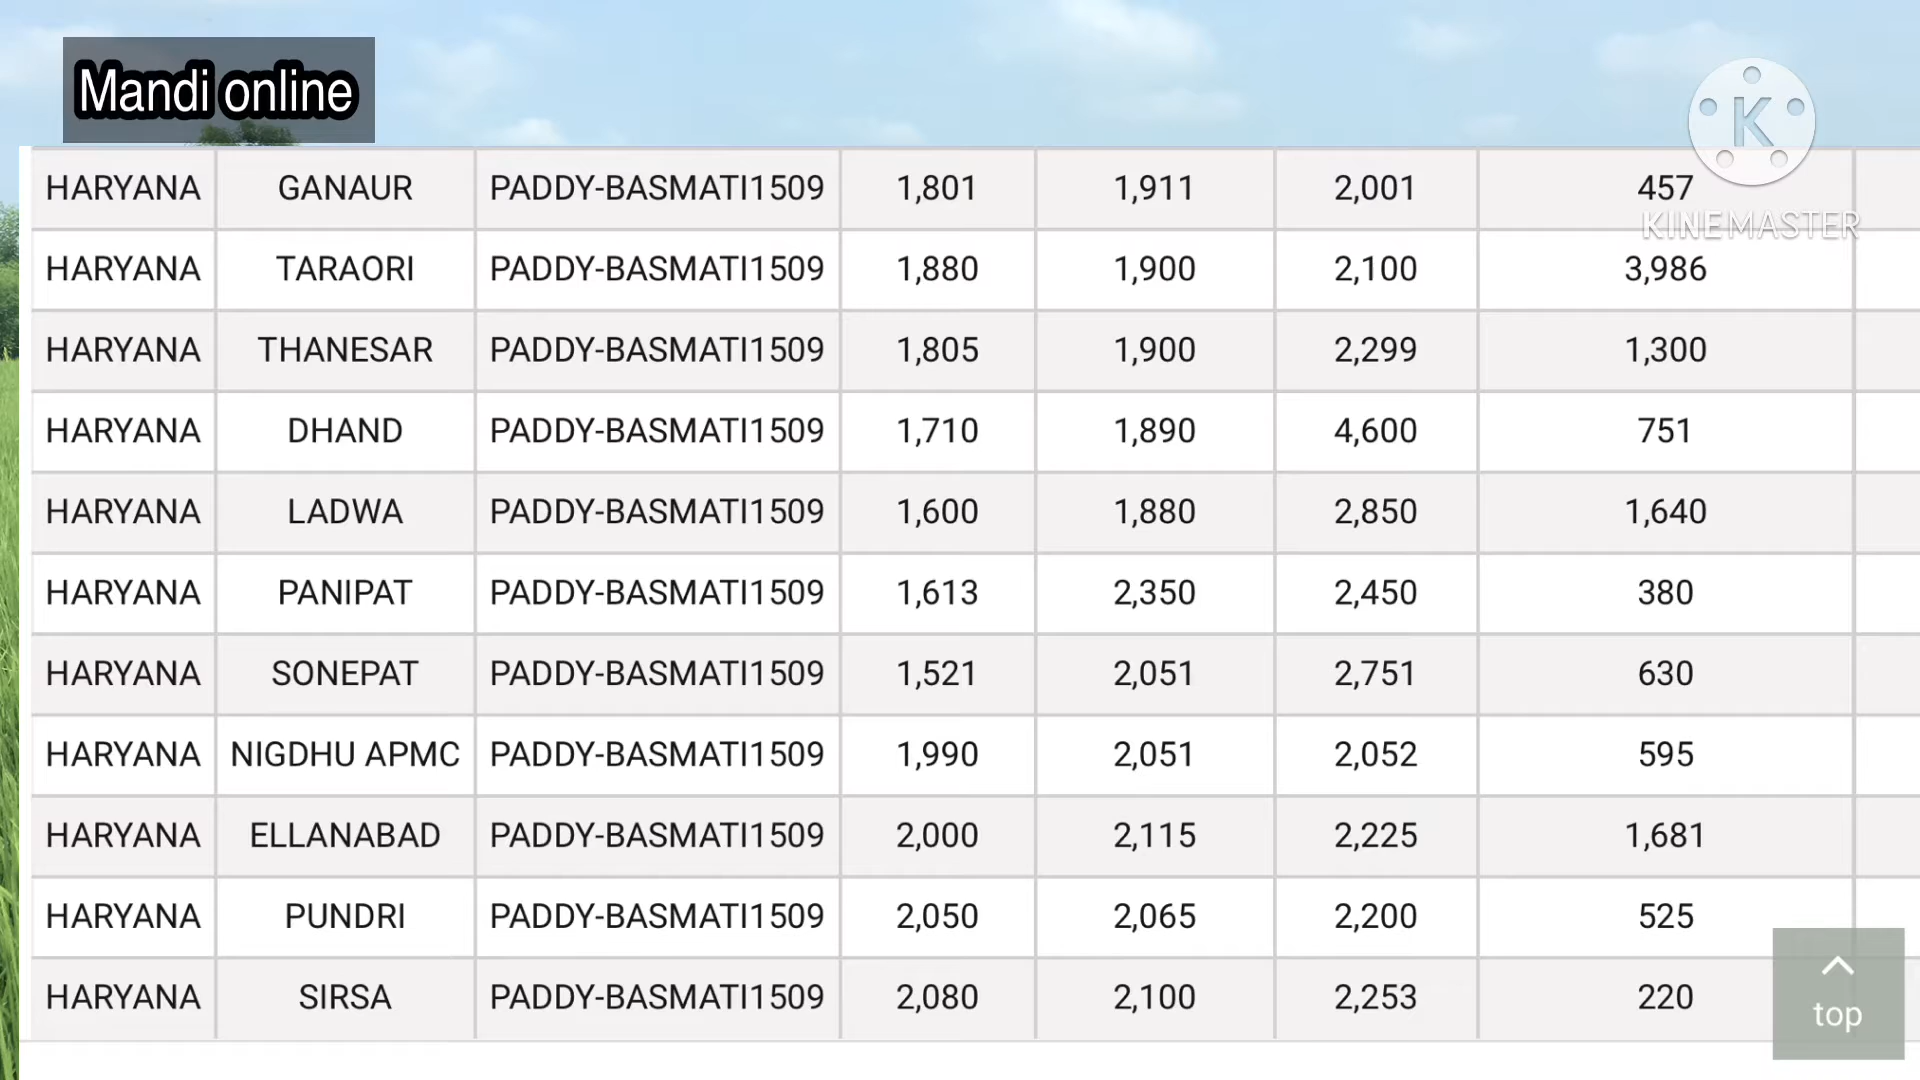 Mandi online
KINEMASTER
HARYANA GANAUR PADDY-BASMATI1509 1,801 1,911 2,001 457
HARYANA TARAORI PADDY-BASMATI1509 1,880 1,900 2,100 3,986
HARYANA THANESAR PADDY-BASMATI1509 1,805 1,900 2,299 1,300
HARYANA DHAND PADDY-BASMATI1509 1,710 1,890 4,600 751
HARYANA LADWA PADDY-BASMATI1509 1,600 1,880 2,850 1,640
HARYANA PANIPAT PADDY-BASMATI1509 1,613 2,350 2,450 380
HARYANA SONEPAT PADDY-BASMATI1509 1,521 2,051 2,751 630
HARYANA NIGDHU APMC PADDY-BASMATI1509 1,990 2,051 2,052 595
HARYANA ELLANABAD PADDY-BASMATI1509 2,000 2,115 2,225 1,681
HARYANA PUNDRI PADDY-BASMATI1509 2,050 2,065 2,200 525
HARYANA SIRSA PADDY-BASMATI1509 2,080 2,100 2,253 220
top